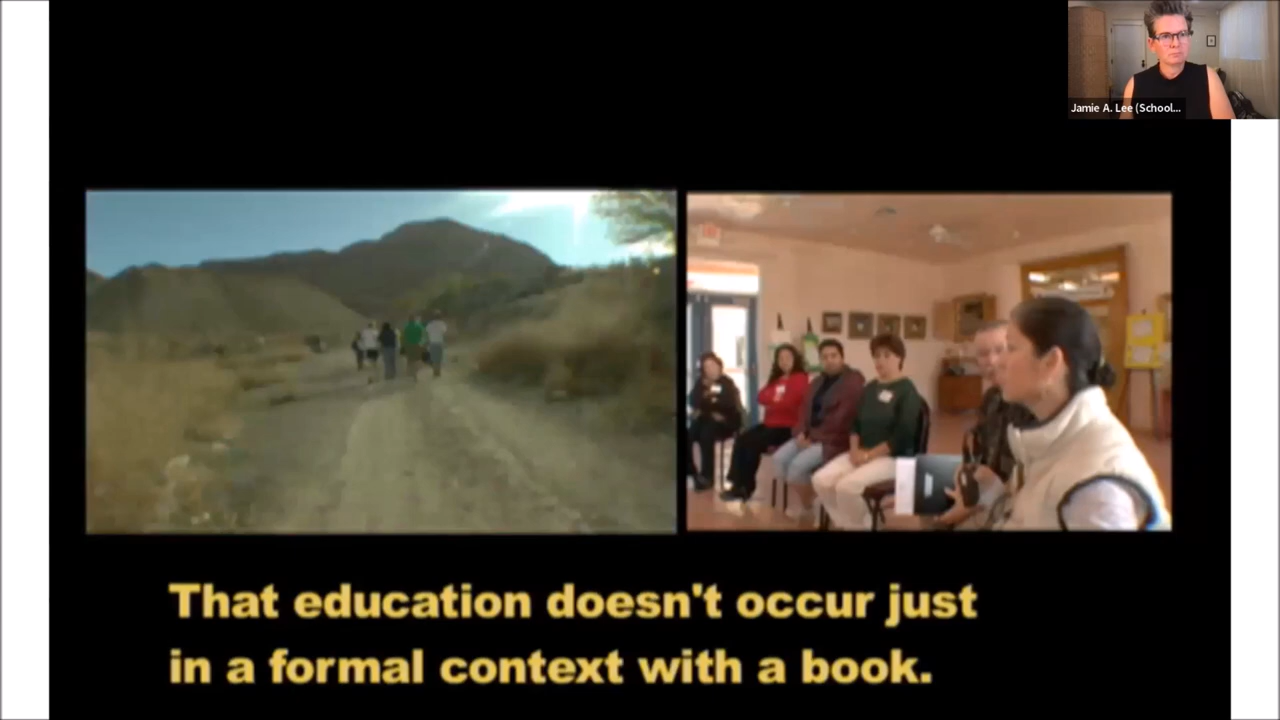 Jamie A. Lee (School...
That education doesn't occur just
in a formal context with a book.